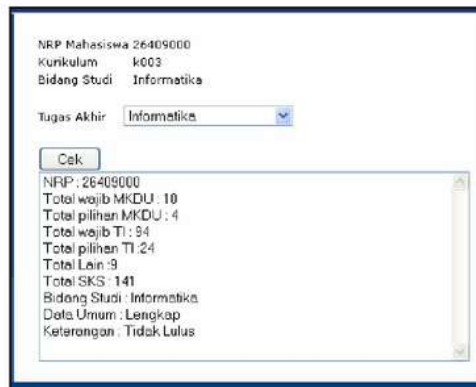 NRP Mahasiswa 26409000
Kurikulum k003
Bidang Studi Informatika
Tugas Akhir Informatika
Cek
NRP : 26409000
Total wajib MKDU : 10
Total pilihan MKDU : 4
Total wajib TI : 94
Total pilihan TI :24
Total Lain :9
Total SKS : 141
Bidang Studi : Informatika
Data Umum : Lengkap
Keterangan : Tidak Lulus